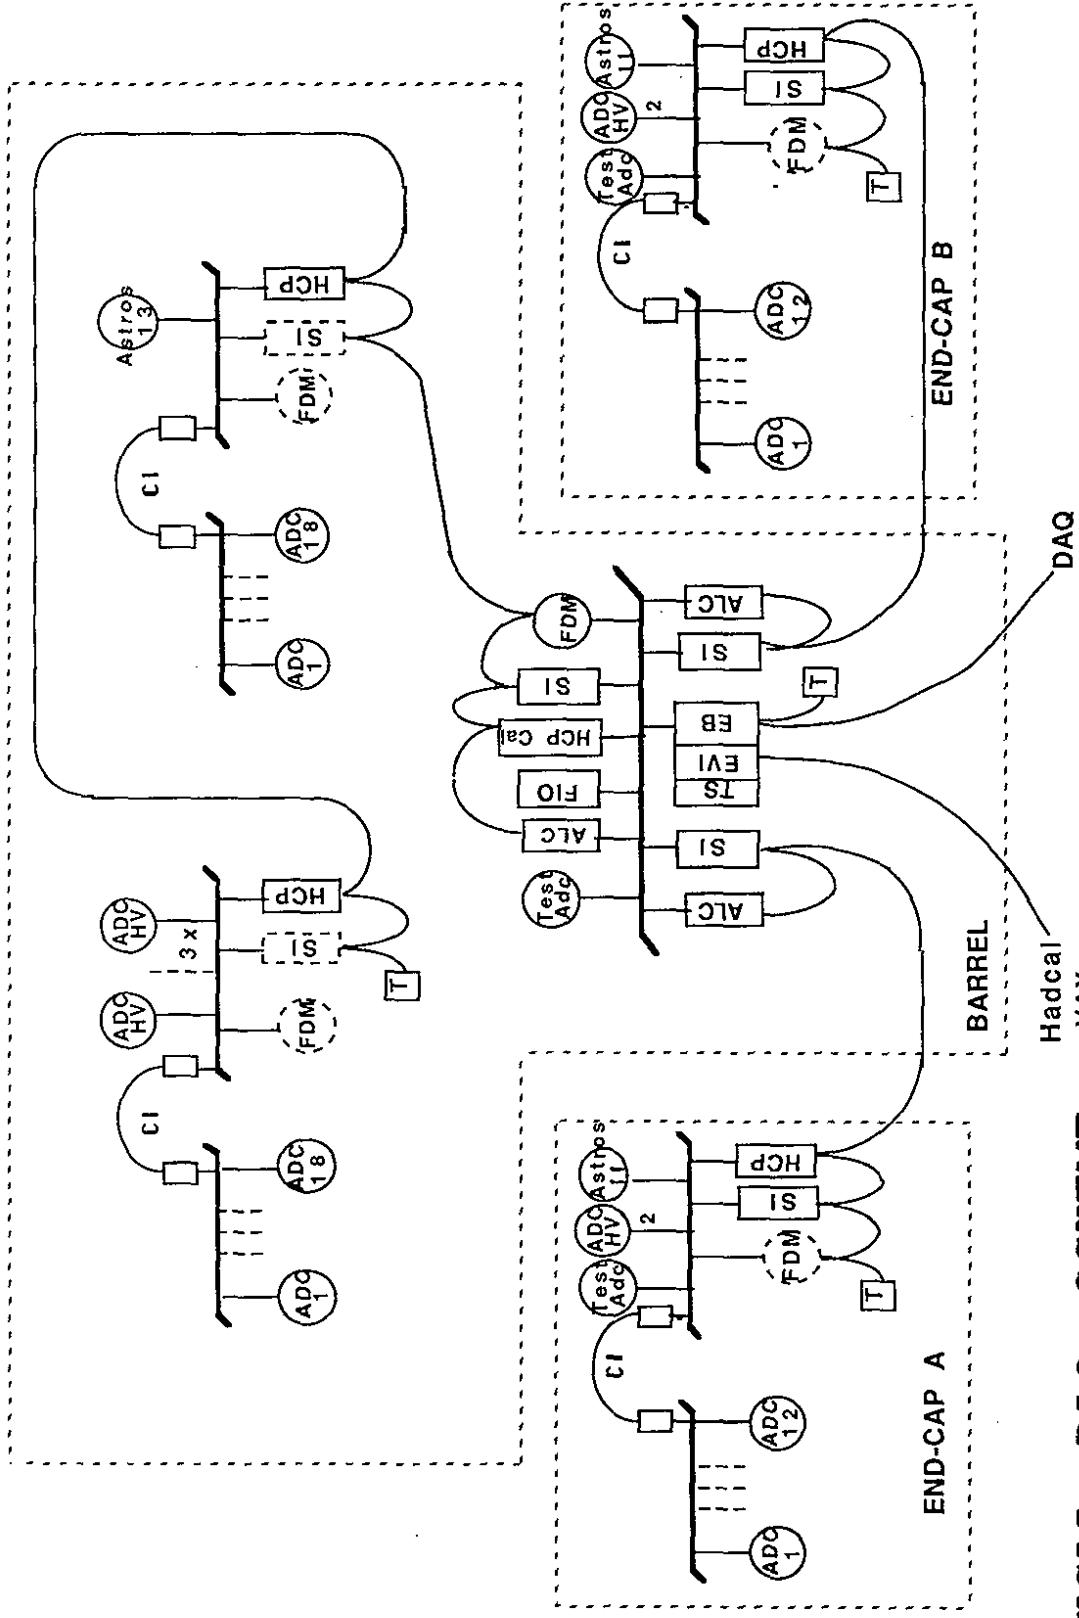 Astros
13
HCP
SI
FDM
CI
ADC
18
ADC
1
ADC
HV
3 x
ADC
HV
HCP
SI
FDM
T
CI
ADC
18
ADC
1
Astros
11
ADC
HV
2
Test
Adc
HCP
SI
FDM
T
CI
ADC
12
ADC
1
END-CAP B
FDM
SI
HCP Cal
FIO
ALC
Test
Adc
ALC
SI
EB
T
EVI
TS
SI
ALC
BARREL
DAQ
Hadcal
Astros
11
ADC
HV
2
Test
Adc
HCP
SI
FDM
T
CI
ADC
12
ADC
1
END-CAP A